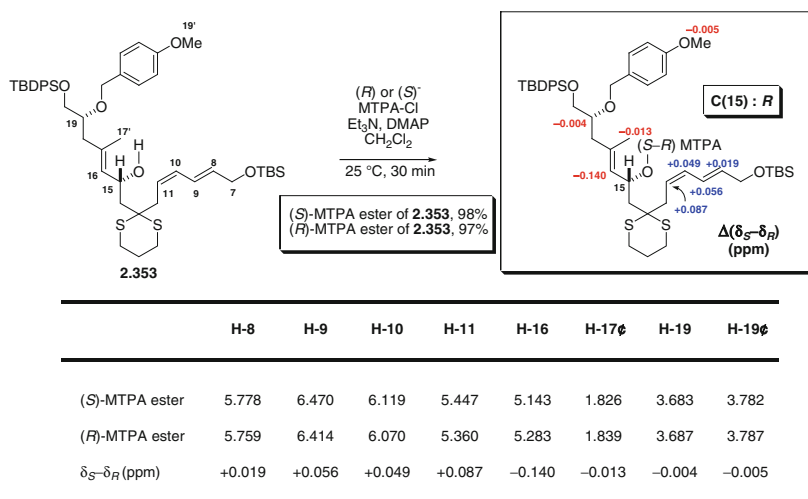 19'
OMe
TBDPSO
O
19
17'
H
H
O
16
10
8
OTBS
15
11
9
7
S
S
2.353
(R) or (S)-
MTPA-Cl
Et₃N, DMAP
CH₂Cl₂
25 °C, 30 min
(S)-MTPA ester of 2.353, 98%
(R)-MTPA ester of 2.353, 97%
−0.005
OMe
TBDPSO
O
C(15) : R
−0.004
−0.013
(S–R) MTPA
H
O
−0.140
+0.049
+0.019
OTBS
15
+0.056
+0.087
S
S
Δ(δS–δR)
(ppm)
H-8 H-9 H-10 H-11 H-16 H-17¢ H-19 H-19¢
(S)-MTPA ester 5.778 6.470 6.119 5.447 5.143 1.826 3.683 3.782
(R)-MTPA ester 5.759 6.414 6.070 5.360 5.283 1.839 3.687 3.787
δS–δR (ppm) +0.019 +0.056 +0.049 +0.087 −0.140 −0.013 −0.004 −0.005